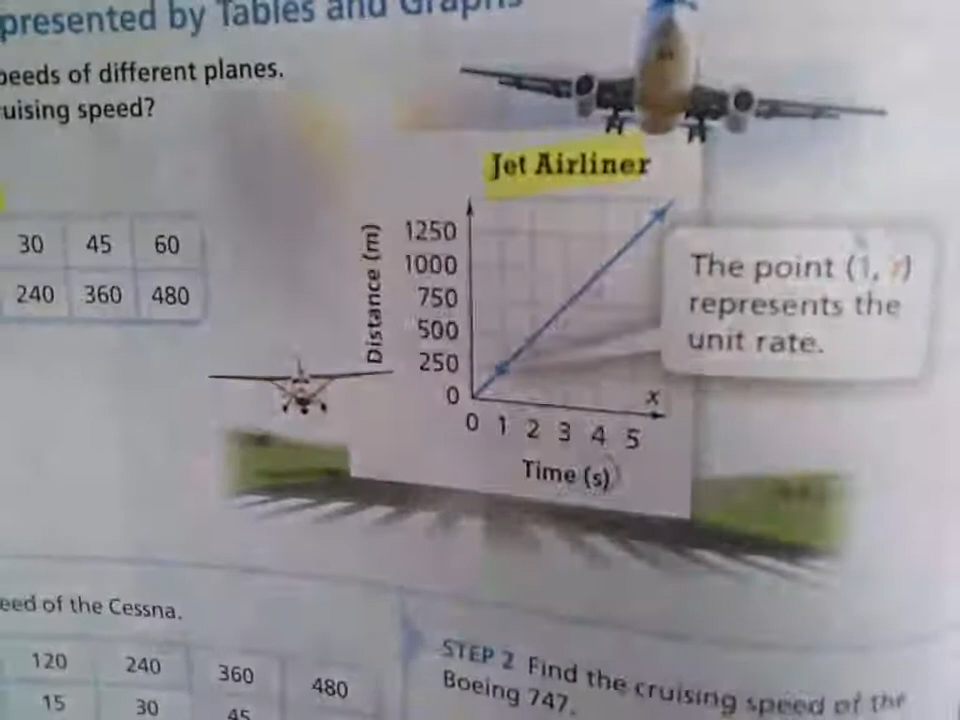 presented by Tables and Graphs
peeds of different planes.
uising speed?
30 45 60
240 360 480
Jet Airliner
Distance (m)
1250
1000
750
500
250
0
0 1 2 3 4 5
x
Time (s)
The point (1, r)
represents the
unit rate.
eed of the Cessna.
120 240 360 480
15 30 45
STEP 2 Find the cruising speed of the
Boeing 747.